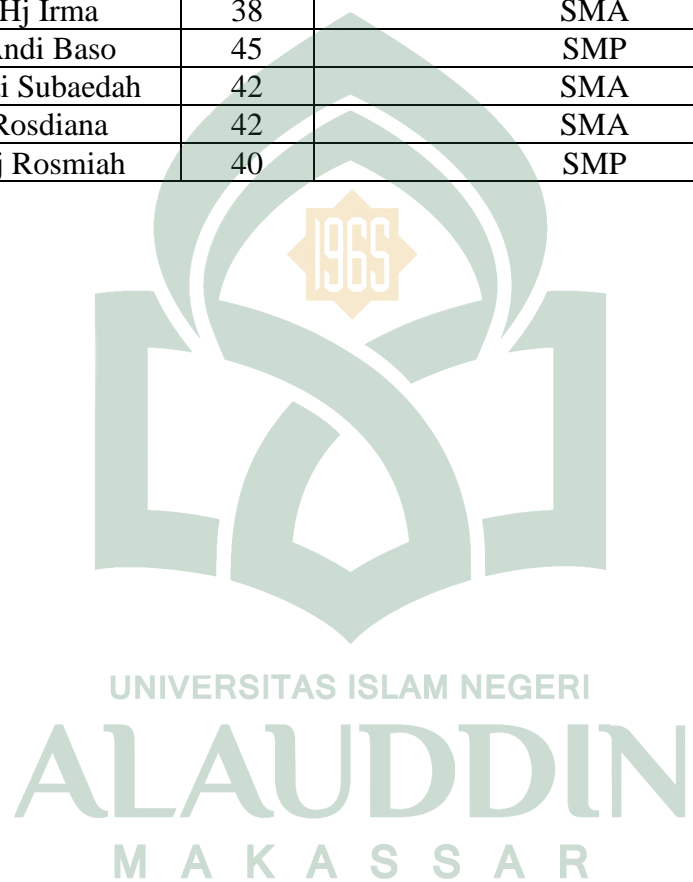 Hj Irma 38 SMA
Andi Baso 45 SMP
Subaedah 42 SMA
Rosdiana 42 SMA
Rosmiah 40 SMP
1965
UNIVERSITAS ISLAM NEGERI
ALAUDDIN
MAKASSAR